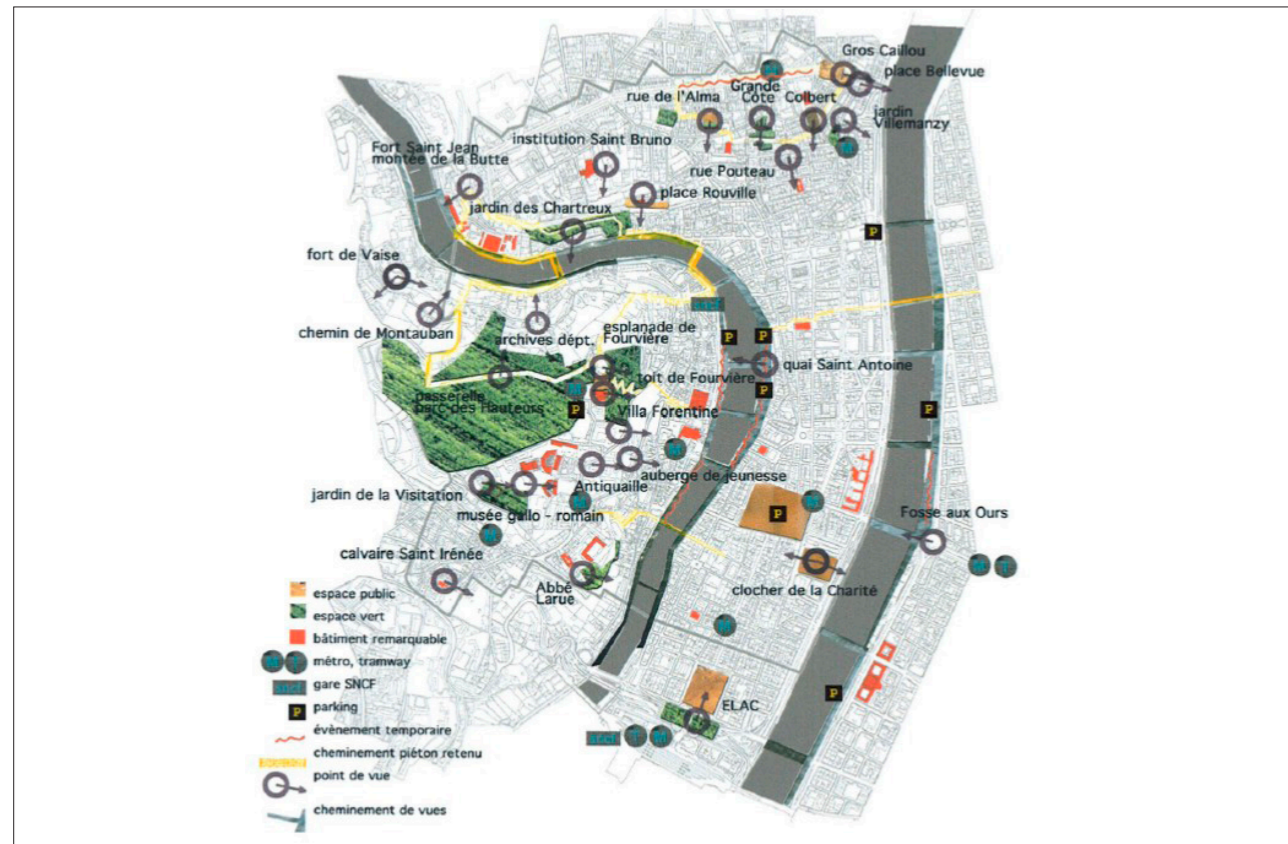 Gros Caillou
place Bellevue
Grande
Côte
Colbert
rue de l'Alma
jardin
Villemanzy
institution Saint Bruno
Fort Saint Jean
montée de la Butte
rue Pouteau
place Rouville
jardin des Chartreux
fort de Vaise
chemin de Montauban
archives dépt.
esplanade de
Fourvière
sncf
P
P
P
quai Saint Antoine
toit de Fourvière
passerelle
parc des Hauteurs
P
Villa Forentine
P
P
M
auberge de jeunesse
Antiquaille
jardin de la Visitation
musée gallo - romain
P
Fosse aux Ours
calvaire Saint Irénée
Abbé
Larue
clocher de la Charité
P
ELAC
sncf
T
M
espace public
espace vert
bâtiment remarquable
M T métro, tramway
sncf gare SNCF
P parking
évènement temporaire
cheminement piéton retenu
point de vue
cheminement de vues